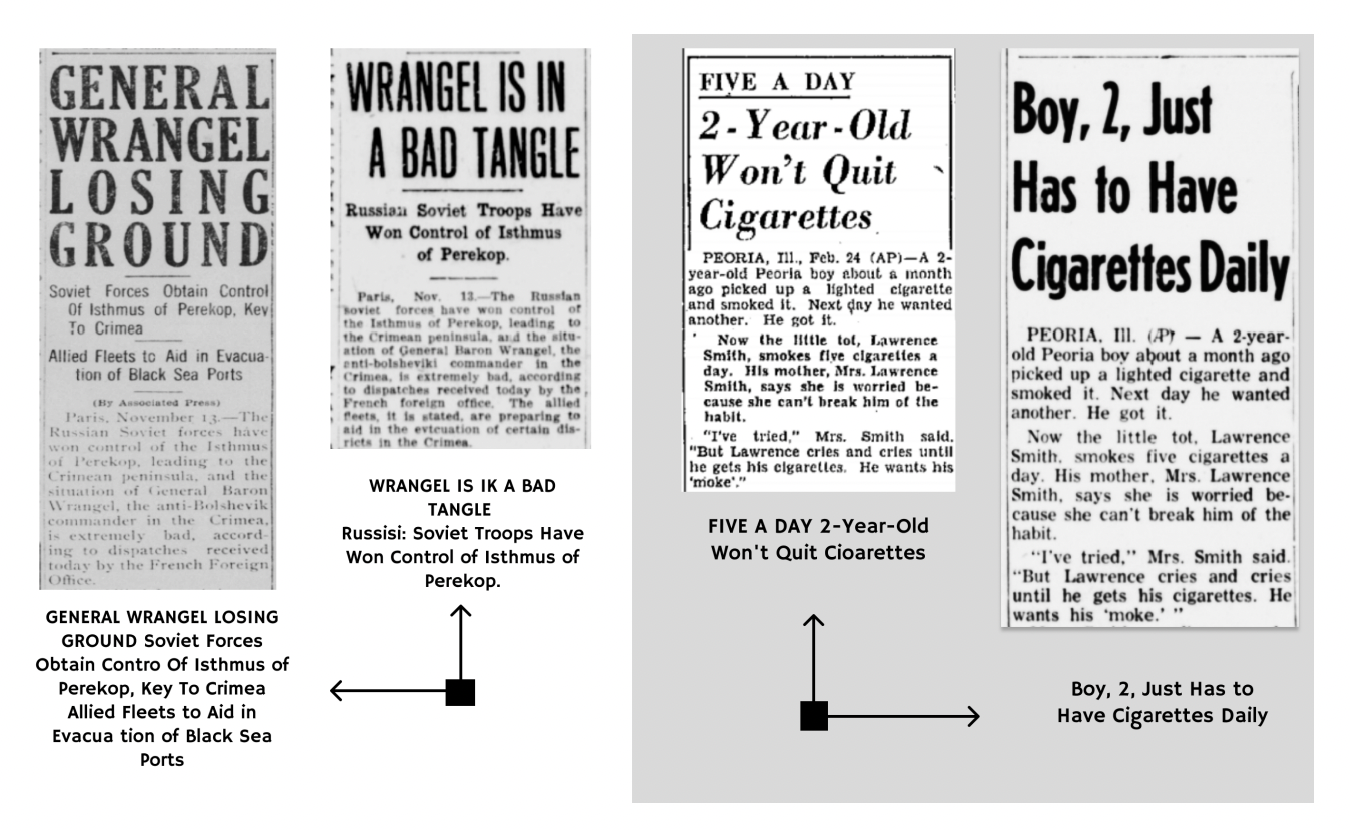 GENERAL
WRANGEL
LOSING
GROUND
Soviet Forces Obtain Control
Of Isthmus of Perekop, Key
To Crimea
Allied Fleets to Aid in Evacua-
tion of Black Sea Ports
(By Associated Press)
Paris, November 13.—The
Russian Soviet forces have
won control of the Isthmus
of Perekop, leading to the
Crimean peninsula, and the
situation of General Baron
Wrangel, the anti-Bolshevik
commander in the Crimea,
is extremely bad, accord-
ing to dispatches received
today by the French Foreign
Office.
GENERAL WRANGEL LOSING
GROUND Soviet Forces
Obtain Contro Of Isthmus of
Perekop, Key To Crimea
Allied Fleets to Aid in
Evacua tion of Black Sea
Ports
WRANGEL IS IN
A BAD TANGLE
Russian Soviet Troops Have
Won Control of Isthmus
of Perekop.
Paris, Nov. 13.—The Russian
soviet forces have won control of
the Isthmus of Perekop, leading to
the Crimean peninsula, and the situ-
ation of General Baron Wrangel, the
anti-bolsheviki commander in the
Crimea, is extremely bad, according
to dispatches received today by the
French foreign office. The allied
fleets, it is stated, are preparing to
aid in the evtcuation of certain dis-
tricts in the Crimea.
WRANGEL IS IK A BAD
TANGLE
Russisi: Soviet Troops Have
Won Control of Isthmus of
Perekop.
FIVE A DAY
2-Year-Old
Won't Quit
Cigarettes
PEORIA, Ill., Feb. 24 (AP)—A 2-
year-old Peoria boy about a month
ago picked up a lighted cigarette
and smoked it. Next day he wanted
another. He got it.
Now the little tot, Lawrence
Smith, smokes five cigarettes a
day. His mother, Mrs. Lawrence
Smith, says she is worried be-
cause she can't break him of the
habit.
"I've tried," Mrs. Smith said.
"But Lawrence cries and cries until
he gets his cigarettes. He wants his
'moke'."
FIVE A DAY 2-Year-Old
Won't Quit Cioarettes
Boy, 2, Just
Has to Have
Cigarettes Daily
PEORIA, Ill. (AP) — A 2-year-
old Peoria boy about a month ago
picked up a lighted cigarette and
smoked it. Next day he wanted
another. He got it.
Now the little tot, Lawrence
Smith, smokes five cigarettes a
day. His mother, Mrs. Lawrence
Smith, says she is worried be-
cause she can't break him of the
habit.
"I've tried," Mrs. Smith said.
"But Lawrence cries and cries
until he gets his cigarettes. He
wants his 'moke.' "
Boy, 2, Just Has to
Have Cigarettes Daily